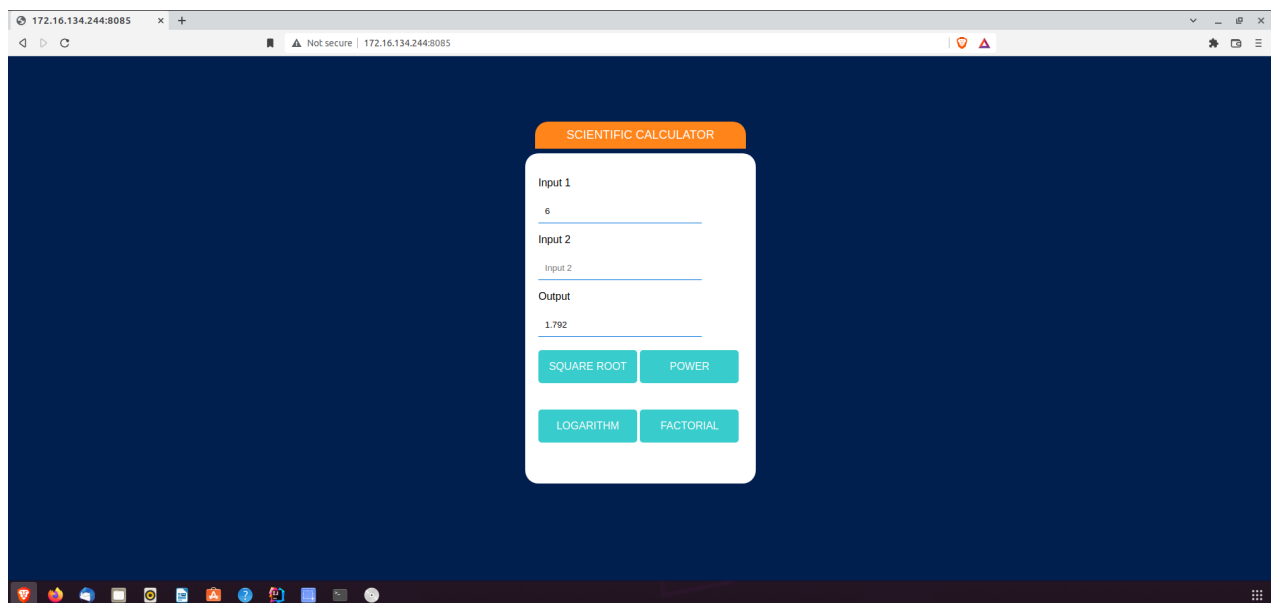 172.16.134.244:8085
Not secure 172.16.134.244:8085
SCIENTIFIC CALCULATOR
Input 1
6
Input 2
Input 2
Output
1.792
SQUARE ROOT POWER
LOGARITHM FACTORIAL